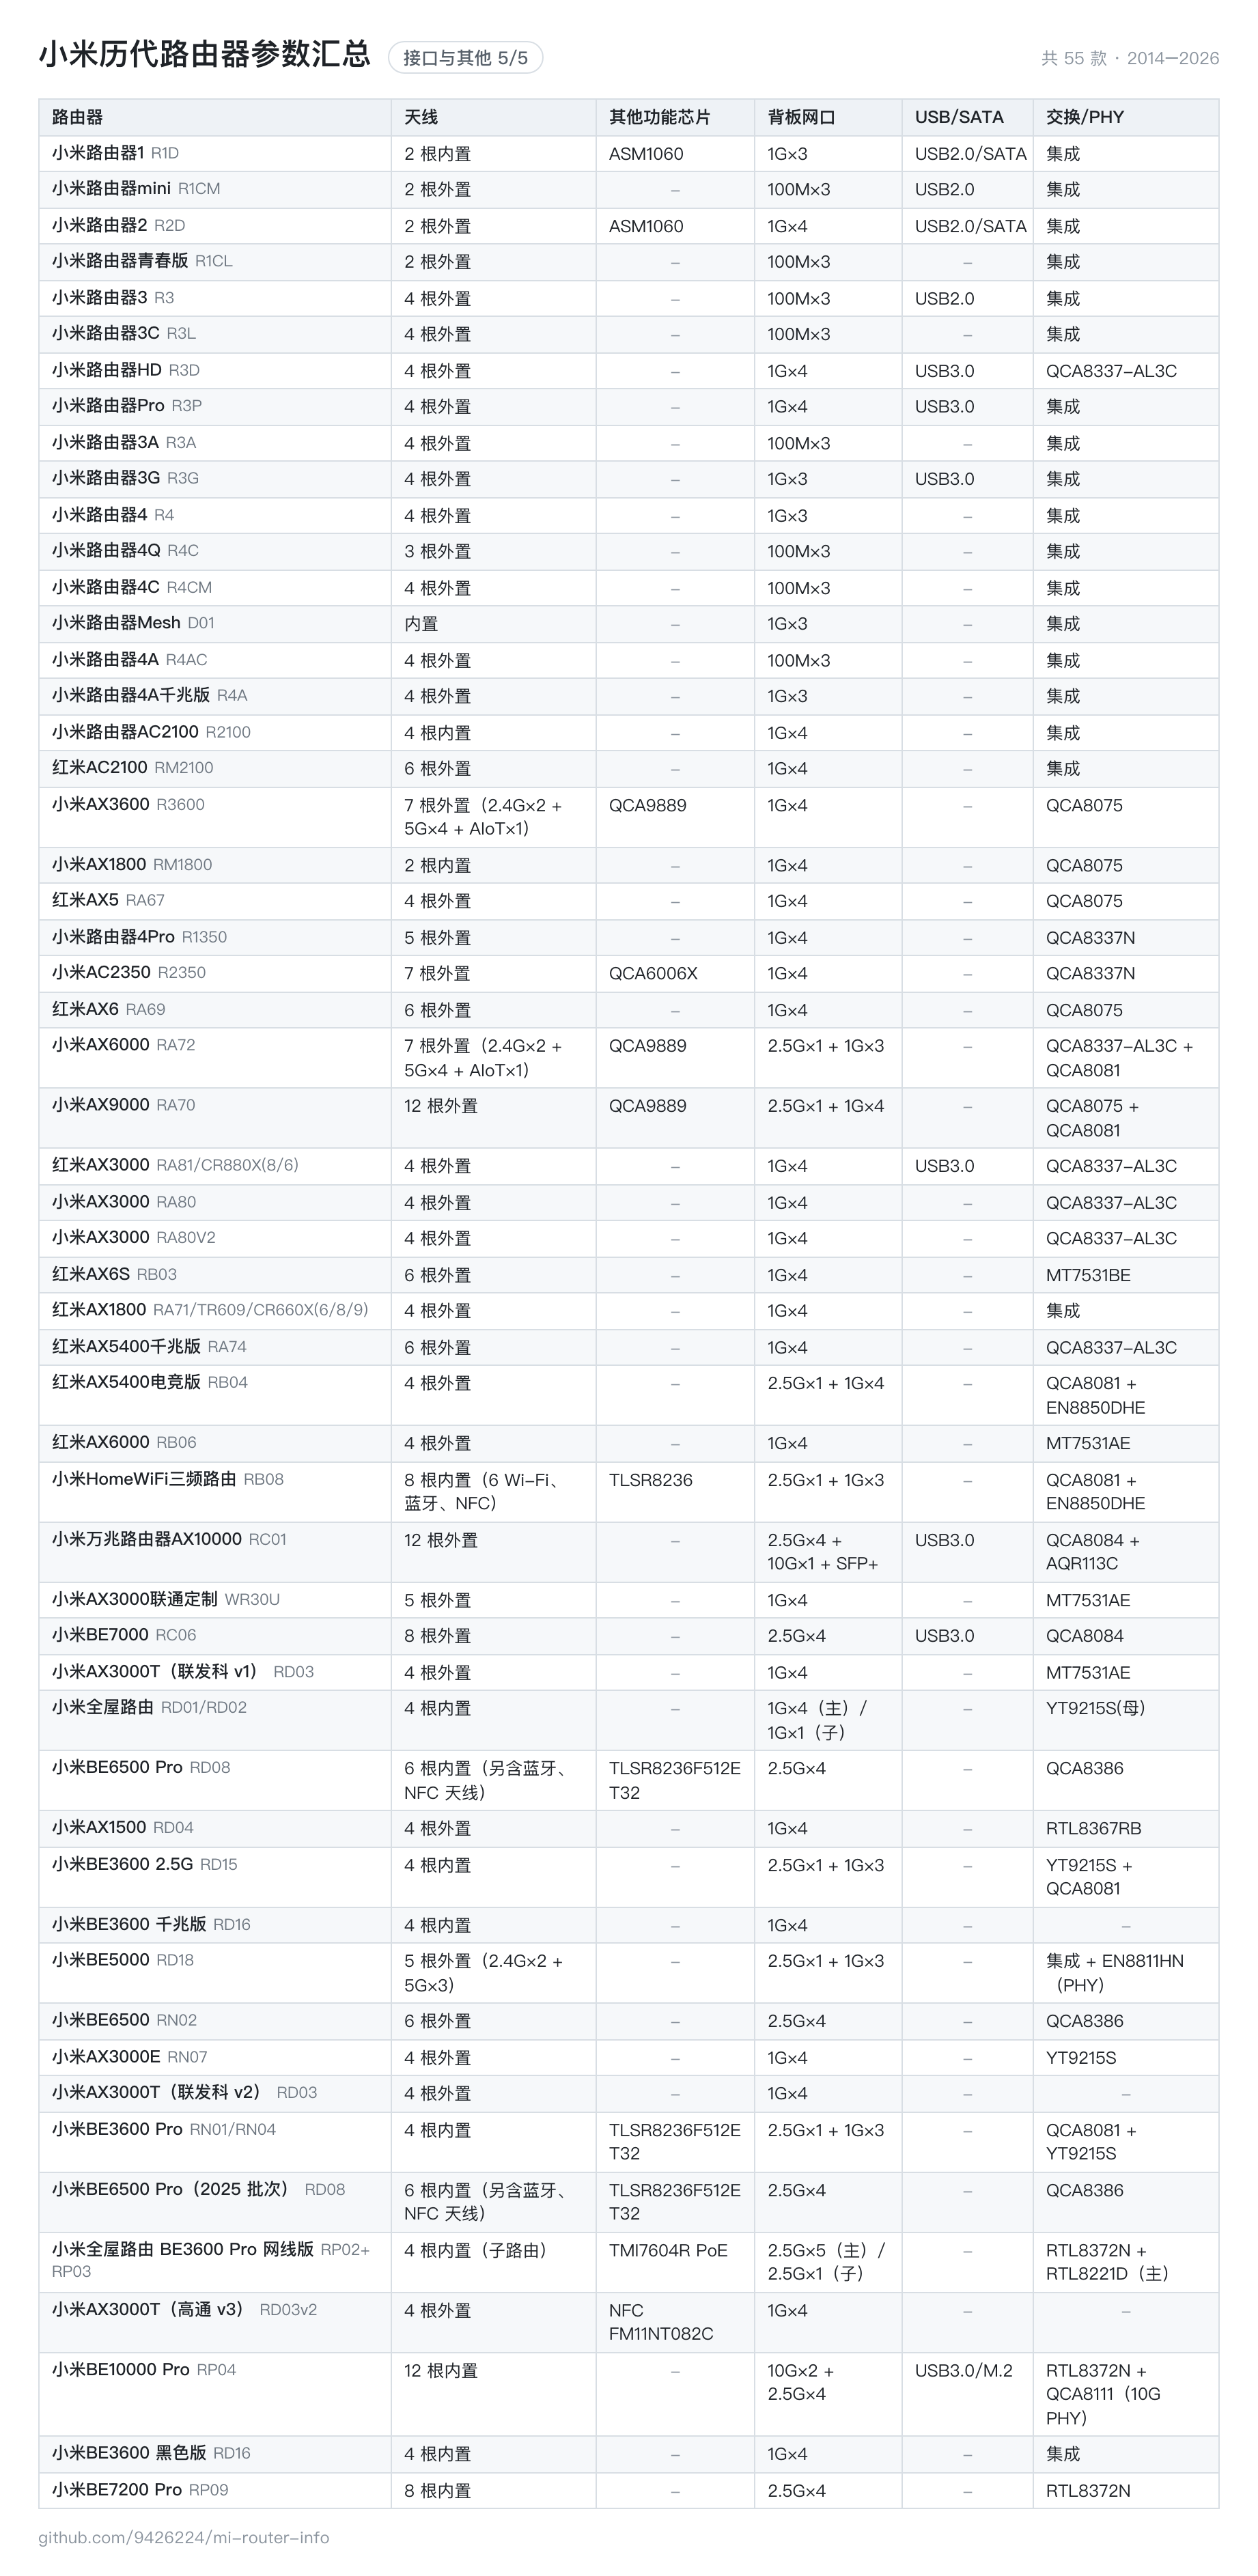 小米历代路由器参数汇总 接口与其他 5/5 共 55 款 · 2014—2026
路由器 天线 其他功能芯片 背板网口 USB/SATA 交换/PHY
小米路由器1 R1D 2 根内置 ASM1060 1G×3 USB2.0/SATA 集成
小米路由器mini R1CM 2 根外置 – 100M×3 USB2.0 集成
小米路由器2 R2D 2 根外置 ASM1060 1G×4 USB2.0/SATA 集成
小米路由器青春版 R1CL 2 根外置 – 100M×3 – 集成
小米路由器3 R3 4 根外置 – 100M×3 USB2.0 集成
小米路由器3C R3L 4 根外置 – 100M×3 – 集成
小米路由器HD R3D 4 根外置 – 1G×4 USB3.0 QCA8337–AL3C
小米路由器Pro R3P 4 根外置 – 1G×4 USB3.0 集成
小米路由器3A R3A 4 根外置 – 100M×3 – 集成
小米路由器3G R3G 4 根外置 – 1G×3 USB3.0 集成
小米路由器4 R4 4 根外置 – 1G×3 – 集成
小米路由器4Q R4C 3 根外置 – 100M×3 – 集成
小米路由器4C R4CM 4 根外置 – 100M×3 – 集成
小米路由器Mesh D01 内置 – 1G×3 – 集成
小米路由器4A R4AC 4 根外置 – 100M×3 – 集成
小米路由器4A千兆版 R4A 4 根外置 – 1G×3 – 集成
小米路由器AC2100 R2100 4 根内置 – 1G×4 – 集成
红米AC2100 RM2100 6 根外置 – 1G×4 – 集成
小米AX3600 R3600 7 根外置（2.4G×2 + QCA9889 1G×4 – QCA8075
5G×4 + AIoT×1）
小米AX1800 RM1800 2 根内置 – 1G×4 – QCA8075
红米AX5 RA67 4 根外置 – 1G×4 – QCA8075
小米路由器4Pro R1350 5 根外置 – 1G×4 – QCA8337N
小米AC2350 R2350 7 根外置 QCA6006X 1G×4 – QCA8337N
红米AX6 RA69 6 根外置 – 1G×4 – QCA8075
小米AX6000 RA72 7 根外置（2.4G×2 + QCA9889 2.5G×1 + 1G×3 – QCA8337–AL3C +
5G×4 + AIoT×1） QCA8081
小米AX9000 RA70 12 根外置 QCA9889 2.5G×1 + 1G×4 – QCA8075 +
QCA8081
红米AX3000 RA81/CR880X(8/6) 4 根外置 – 1G×4 USB3.0 QCA8337–AL3C
小米AX3000 RA80 4 根外置 – 1G×4 – QCA8337–AL3C
小米AX3000 RA80V2 4 根外置 – 1G×4 – QCA8337–AL3C
红米AX6S RB03 6 根外置 – 1G×4 – MT7531BE
红米AX1800 RA71/TR609/CR660X(6/8/9) 4 根外置 – 1G×4 – 集成
红米AX5400千兆版 RA74 6 根外置 – 1G×4 – QCA8337–AL3C
红米AX5400电竞版 RB04 4 根外置 – 2.5G×1 + 1G×4 – QCA8081 +
EN8850DHE
红米AX6000 RB06 4 根外置 – 1G×4 – MT7531AE
小米HomeWiFi三频路由 RB08 8 根内置（6 Wi–Fi、 TLSR8236 2.5G×1 + 1G×3 – QCA8081 +
蓝牙、NFC） EN8850DHE
小米万兆路由器AX10000 RC01 12 根外置 – 2.5G×4 + USB3.0 QCA8084 +
10G×1 + SFP+ AQR113C
小米AX3000联通定制 WR30U 5 根外置 – 1G×4 – MT7531AE
小米BE7000 RC06 8 根外置 – 2.5G×4 USB3.0 QCA8084
小米AX3000T（联发科 v1） RD03 4 根外置 – 1G×4 – MT7531AE
小米全屋路由 RD01/RD02 4 根内置 – 1G×4（主）/ – YT9215S(母)
1G×1（子）
小米BE6500 Pro RD08 6 根内置（另含蓝牙、 TLSR8236F512E 2.5G×4 – QCA8386
NFC 天线） T32
小米AX1500 RD04 4 根外置 – 1G×4 – RTL8367RB
小米BE3600 2.5G RD15 4 根内置 – 2.5G×1 + 1G×3 – YT9215S +
QCA8081
小米BE3600 千兆版 RD16 4 根内置 – 1G×4 – –
小米BE5000 RD18 5 根外置（2.4G×2 + – 2.5G×1 + 1G×3 – 集成 + EN8811HN
5G×3） （PHY）
小米BE6500 RN02 6 根外置 – 2.5G×4 – QCA8386
小米AX3000E RN07 4 根外置 – 1G×4 – YT9215S
小米AX3000T（联发科 v2） RD03 4 根外置 – 1G×4 – –
小米BE3600 Pro RN01/RN04 4 根内置 TLSR8236F512E 2.5G×1 + 1G×3 – QCA8081 +
T32 YT9215S
小米BE6500 Pro（2025 批次） RD08 6 根内置（另含蓝牙、 TLSR8236F512E 2.5G×4 – QCA8386
NFC 天线） T32
小米全屋路由 BE3600 Pro 网线版 RP02+ 4 根内置（子路由） TMI7604R PoE 2.5G×5（主）/ – RTL8372N +
RP03 2.5G×1（子） RTL8221D（主）
小米AX3000T（高通 v3） RD03v2 4 根外置 NFC 1G×4 – –
FM11NT082C
小米BE10000 Pro RP04 12 根内置 – 10G×2 + USB3.0/M.2 RTL8372N +
2.5G×4 QCA8111（10G
PHY）
小米BE3600 黑色版 RD16 4 根内置 – 1G×4 – 集成
小米BE7200 Pro RP09 8 根内置 – 2.5G×4 – RTL8372N
github.com/9426224/mi–router–info